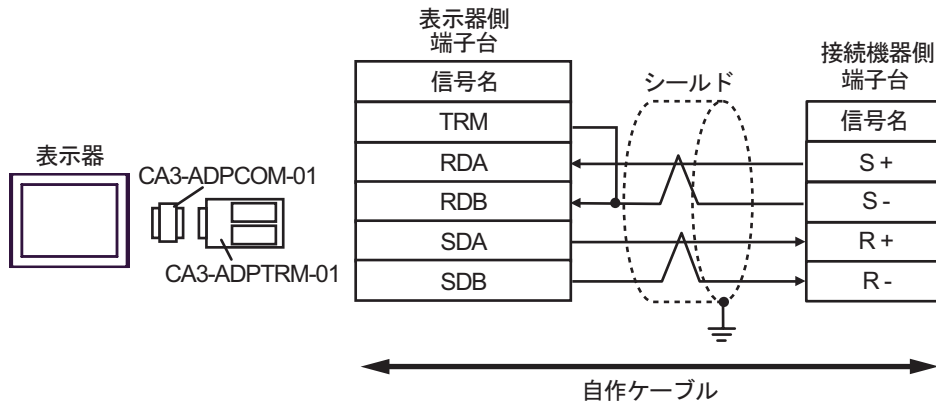 表示器
CA3-ADPCOM-01
CA3-ADPTRM-01
表示器側
端子台
信号名
TRM
RDA
RDB
SDA
SDB
シールド
接続機器側
端子台
信号名
S +
S -
R +
R -
自作ケーブル